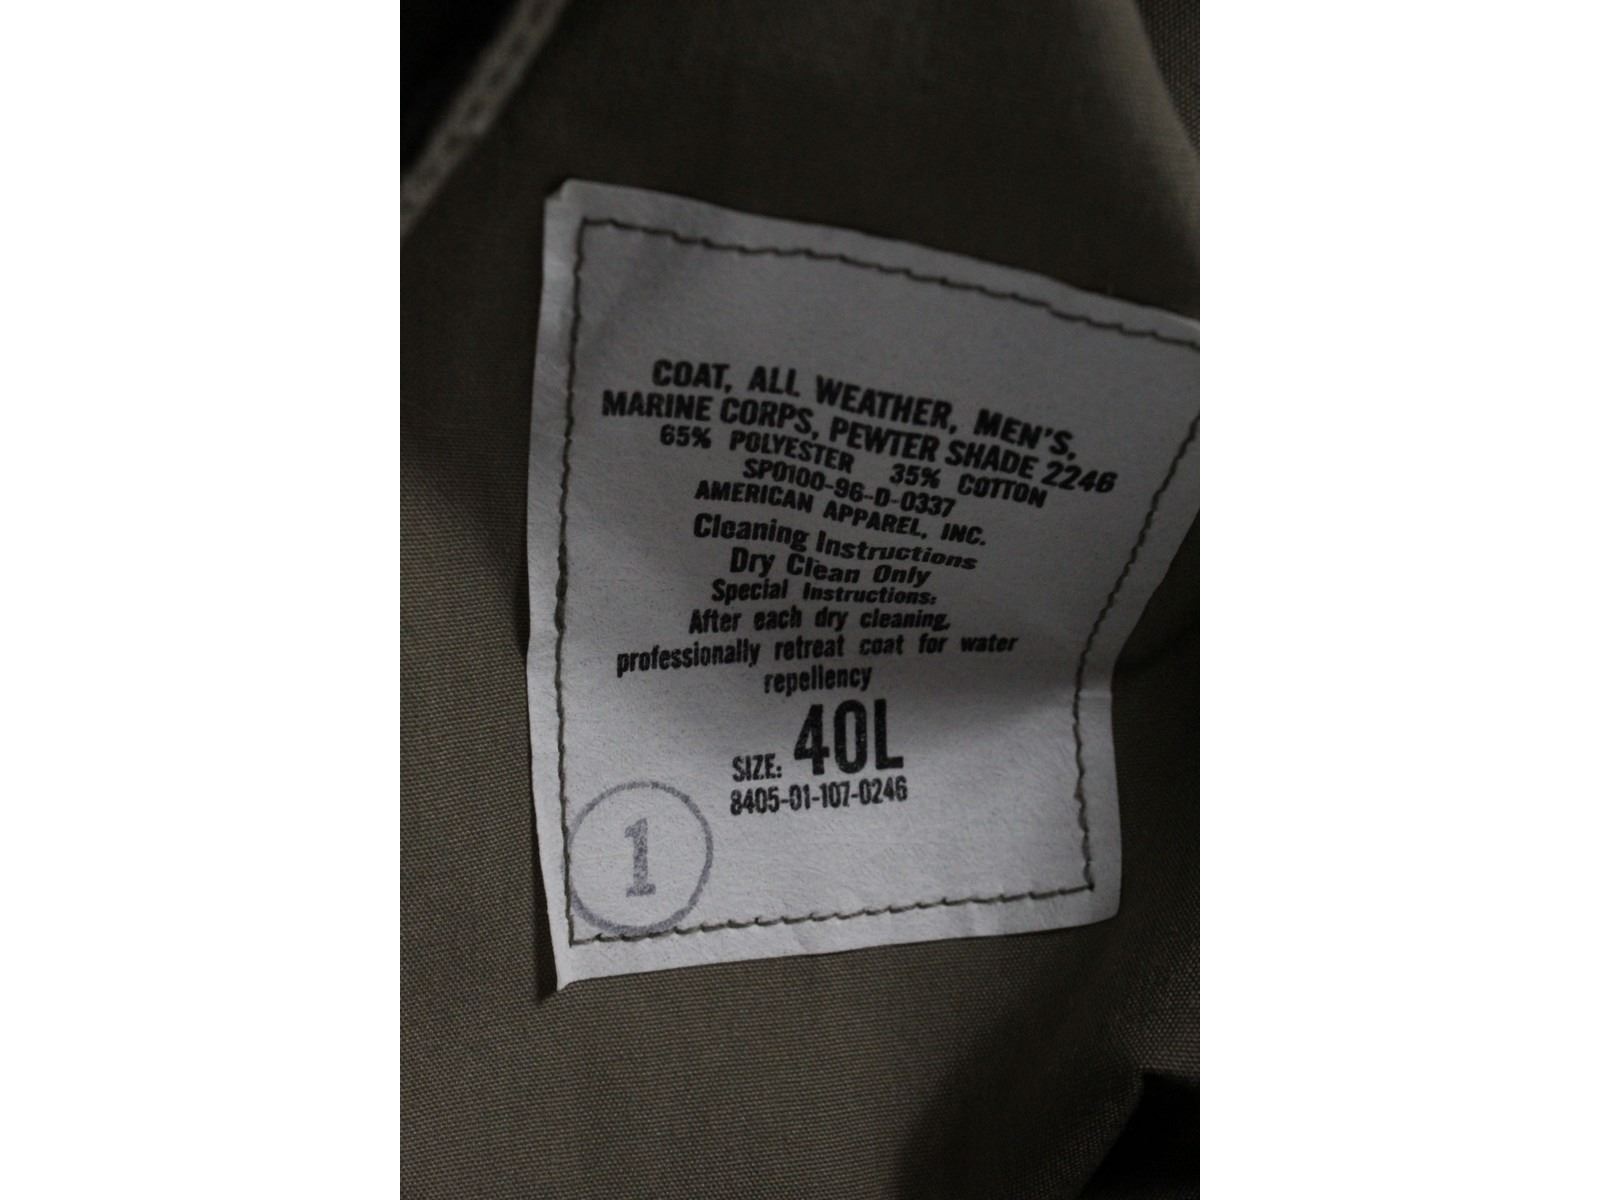 COAT, ALL WEATHER, MEN'S,
MARINE CORPS, PEWTER SHADE 2246
65% POLYESTER 35% COTTON
SP0100-96-D-0337
AMERICAN APPAREL, INC.
Cleaning Instructions
Dry Clean Only
Special Instructions:
After each dry cleaning,
professionally retreat coat for water
repellency
SIZE: 40L
8405-01-107-0246
1